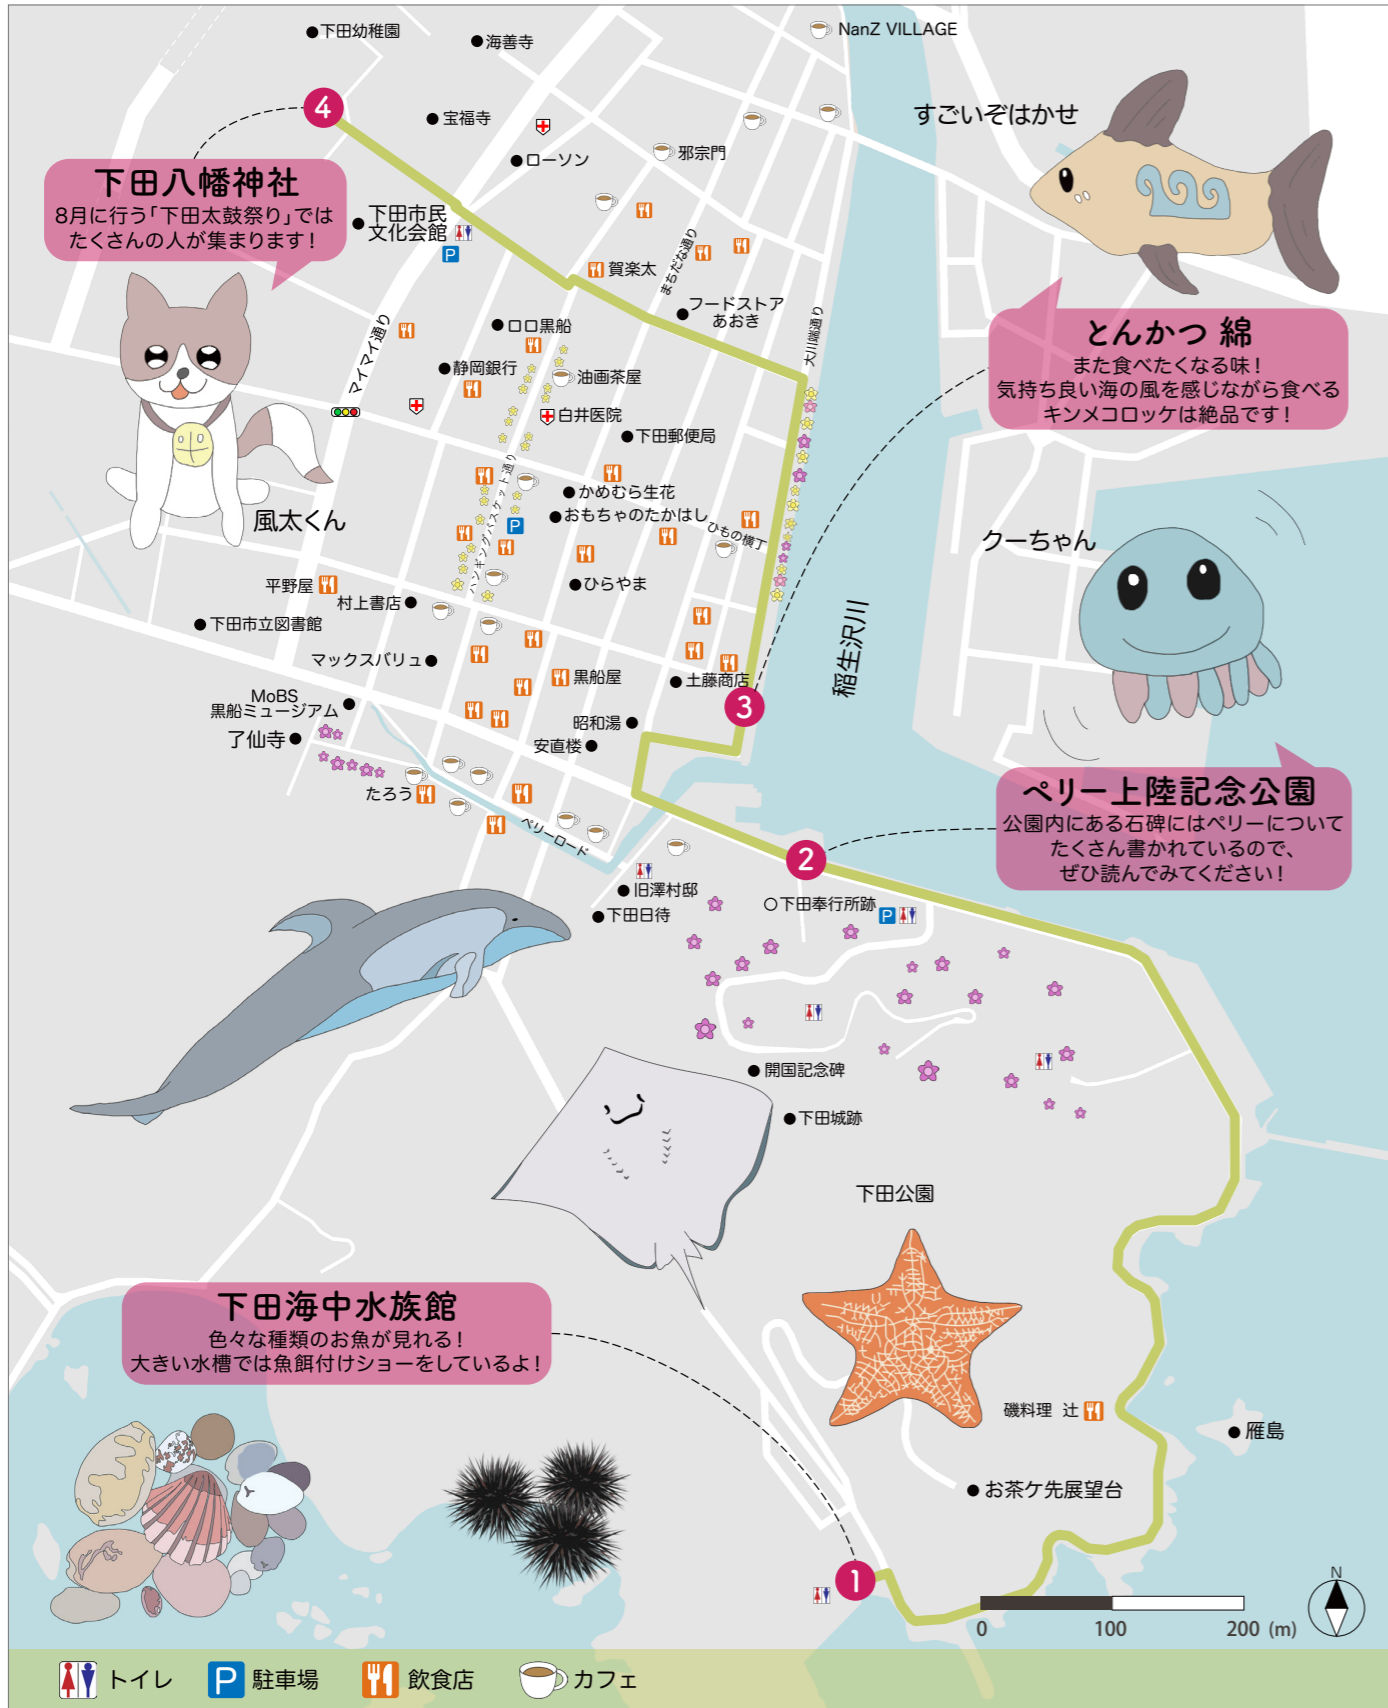 下田幼稚園
海善寺
NanZ VILLAGE
4
宝福寺
ローソン
邪宗門
すごいぞはかせ
下田八幡神社
8月に行う「下田太鼓祭り」では
たくさんの人が集まります！
下田市民
文化会館
P
賀楽太
まちだな通り
フードストア
あおき
大川端通り
マイマイ通り
ロロ黒船
静岡銀行
油画茶屋
白井医院
下田郵便局
とんかつ 綿
また食べたくなる味！
気持ち良い海の風を感じながら食べる
キンメコロッケは絶品です！
ハンギングバスケット通り
かめむら生花
おもちゃのたかはし
P
ひもの横丁
風太くん
クーちゃん
平野屋
村上書店
ひらやま
下田市立図書館
マックスバリュ
稲生沢川
黒船屋
土藤商店
3
MoBS
黒船ミュージアム
昭和湯
了仙寺
安直楼
たろう
ペリーロード
ペリー上陸記念公園
公園内にある石碑にはペリーについて
たくさん書かれているので、
ぜひ読んでみてください！
2
旧澤村邸
下田日待
下田奉行所跡
P
開国記念碑
下田城跡
下田公園
下田海中水族館
色々な種類のお魚が見れる！
大きい水槽では魚餌付けショーをしているよ！
磯料理 辻
雁島
お茶ケ先展望台
1
N
0 100 200 (m)
トイレ P 駐車場 飲食店 カフェ